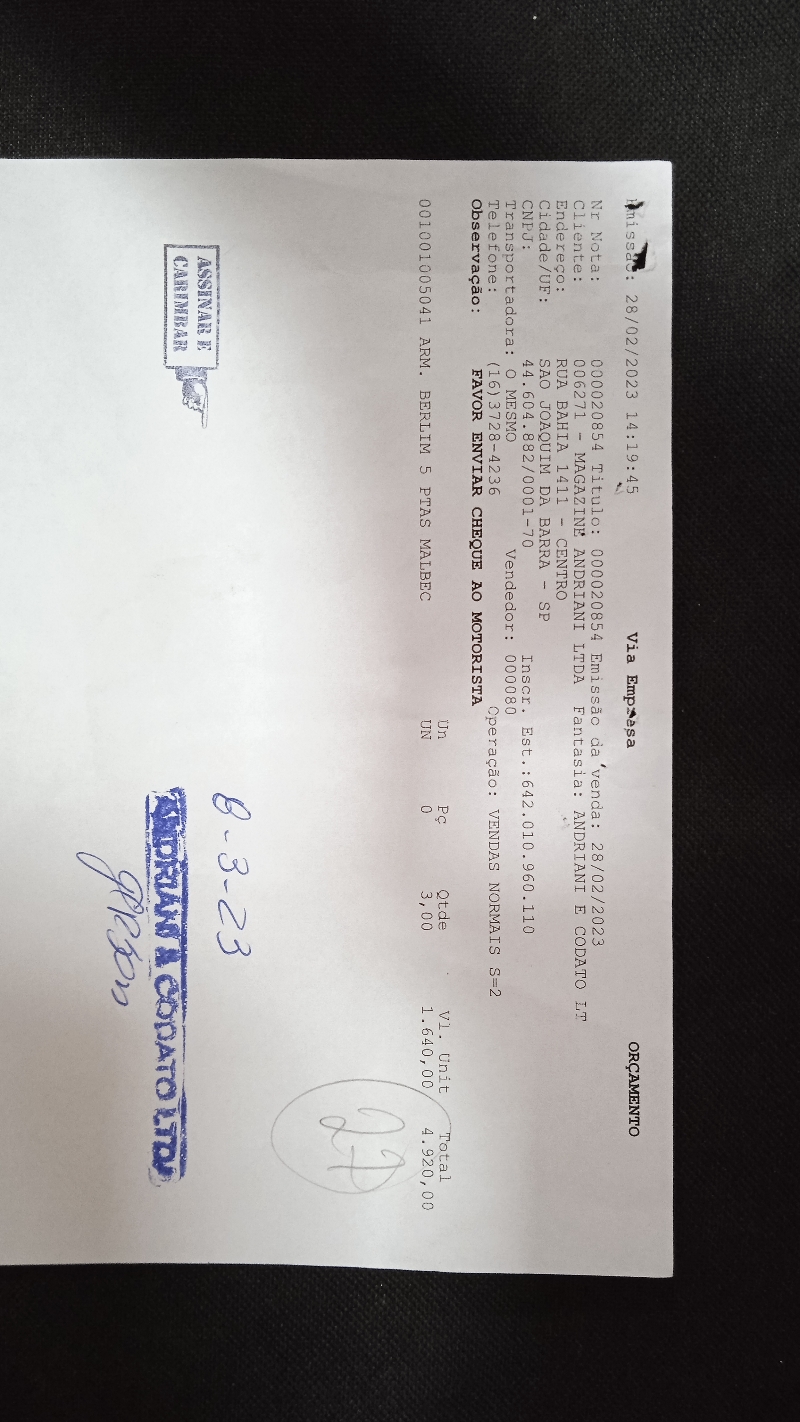 Emissão: 28/02/2023 14:19:45 Via Empresa ORÇAMENTO
Nr Nota: 000020854 Titulo: 000020854 Emissão da venda: 28/02/2023
Cliente: 006271 - MAGAZINE ANDRIANI LTDA Fantasia: ANDRIANI E CODATO LT
Endereço: RUA BAHIA 1411 - CENTRO
Cidade/UF: SAO JOAQUIM DA BARRA - SP
CNPJ: 44.604.882/0001-70 Inscr. Est.:642.010.960.110
Transportadora: O MESMO Vendedor: 000080
Telefone: (16)3728-4236 Operação: VENDAS NORMAIS S=2
Observação: FAVOR ENVIAR CHEQUE AO MOTORISTA
Un Pç Qtde Vl. Unit Total
001001005041 ARM. BERLIM 5 PTAS MALBEC UN 0 3,00 1.640,00 4.920,00
27
8-3-23
ASSINAR E
CARIMBAR
ANDRIANI & CODATO LTDA